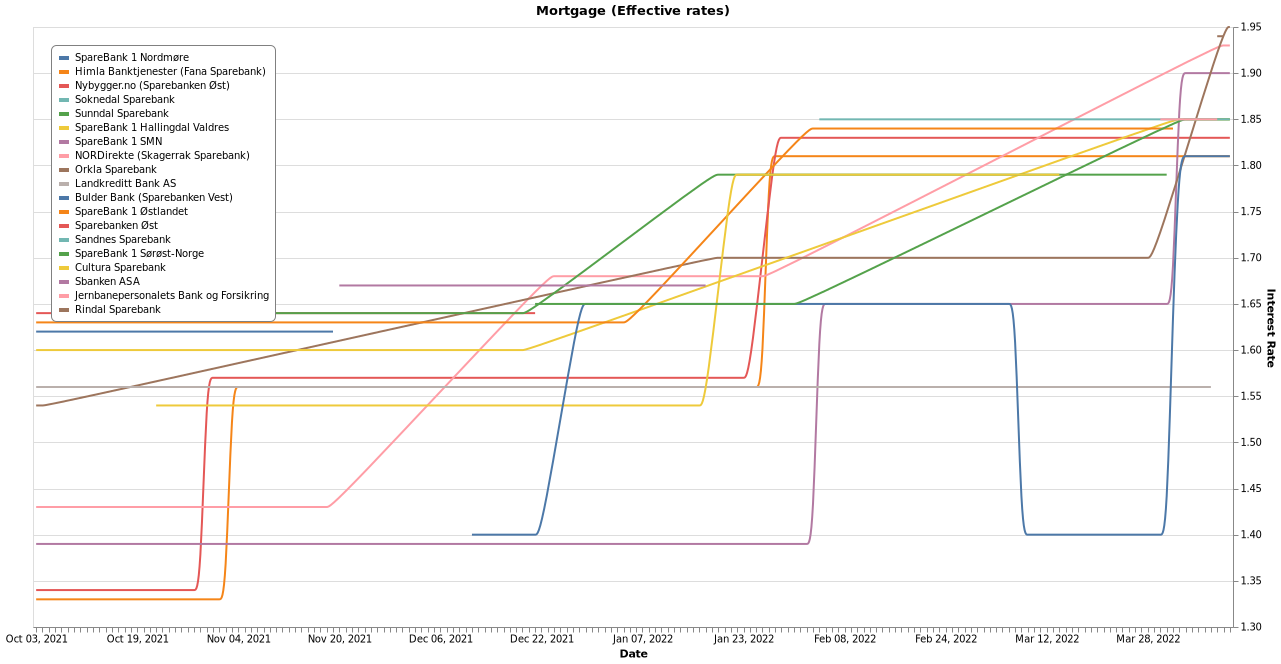 Mortgage (Effective rates)
SpareBank 1 Nordmøre
Himla Banktjenester (Fana Sparebank)
Nybygger.no (Sparebanken Øst)
Soknedal Sparebank
Sunndal Sparebank
SpareBank 1 Hallingdal Valdres
SpareBank 1 SMN
NORDirekte (Skagerrak Sparebank)
Orkla Sparebank
Landkreditt Bank AS
Bulder Bank (Sparebanken Vest)
SpareBank 1 Østlandet
Sparebanken Øst
Sandnes Sparebank
SpareBank 1 Sørøst-Norge
Cultura Sparebank
Sbanken ASA
Jernbanepersonalets Bank og Forsikring
Rindal Sparebank
1.95
1.90
1.85
1.80
1.75
1.70
1.65
1.60
1.55
1.50
1.45
1.40
1.35
1.30
Interest Rate
Oct 03, 2021
Oct 19, 2021
Nov 04, 2021
Nov 20, 2021
Dec 06, 2021
Dec 22, 2021
Jan 07, 2022
Jan 23, 2022
Feb 08, 2022
Feb 24, 2022
Mar 12, 2022
Mar 28, 2022
Date